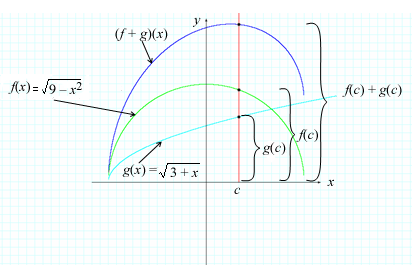 y
(f + g)(x)
f(x) = √9 − x²
f(c) + g(c)
f(c)
g(c)
g(x) = √3 + x
x
c